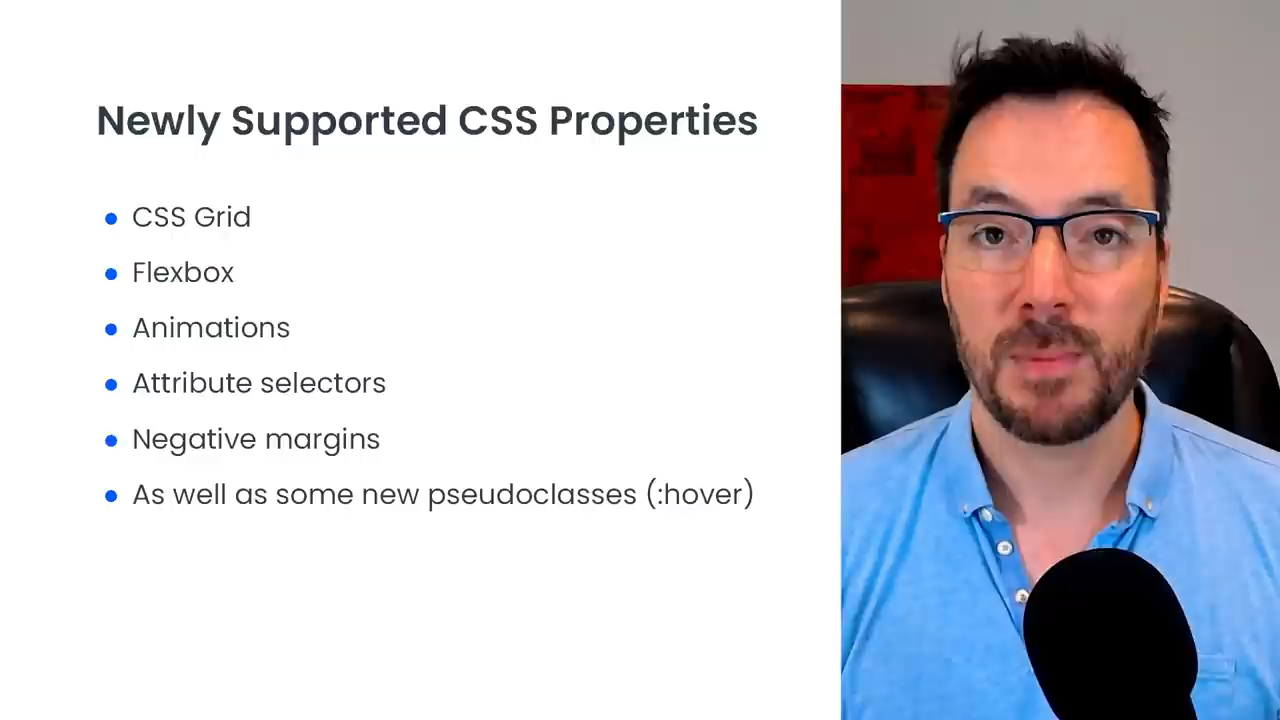 Newly Supported CSS Properties
CSS Grid
Flexbox
Animations
Attribute selectors
Negative margins
As well as some new pseudoclasses (:hover)